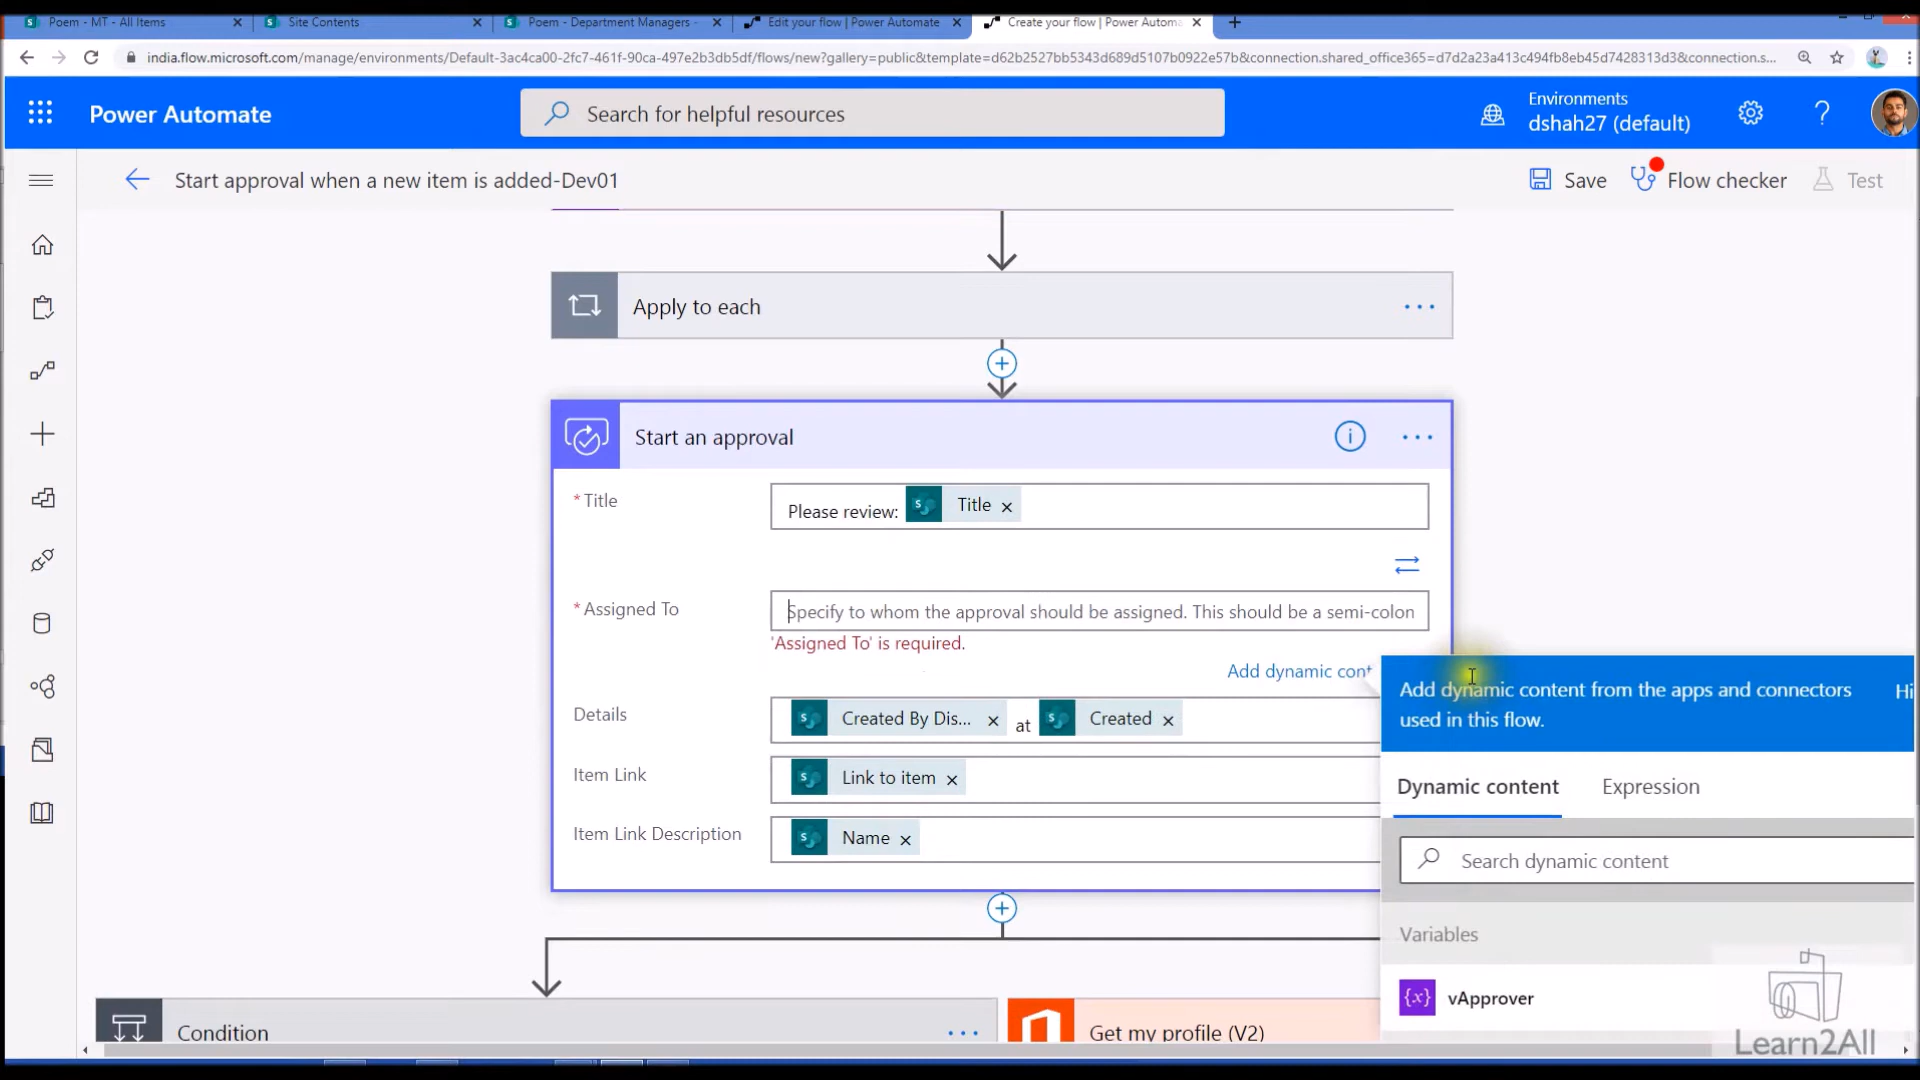 Poem - MT - All Items
Site Contents
Poem - Department Managers -
Edit your flow | Power Automate
Create your flow | Power Automa
india.flow.microsoft.com/manage/environments/Default-3ac4ca00-2fc7-461f-90ca-497e2b3db5df/flows/new?gallery=public&template=d62b2527bb5343d689d5107b0922e57b&connection.shared_office365=d7d2a23a413c494fb8eb45d7428313d3&connection.s...
Power Automate
Search for helpful resources
Environments
dshah27 (default)
Start approval when a new item is added-Dev01
Save
Flow checker
Test
Apply to each
Start an approval
* Title
Please review: Title
* Assigned To
Specify to whom the approval should be assigned. This should be a semi-colon
'Assigned To' is required.
Add dynamic cont
Details
Created By Dis... at Created
Item Link
Link to item
Item Link Description
Name
Add dynamic content from the apps and connectors
used in this flow.
Hi
Dynamic content
Expression
Search dynamic content
Variables
{x} vApprover
Condition
Get my profile (V2)
Learn2All